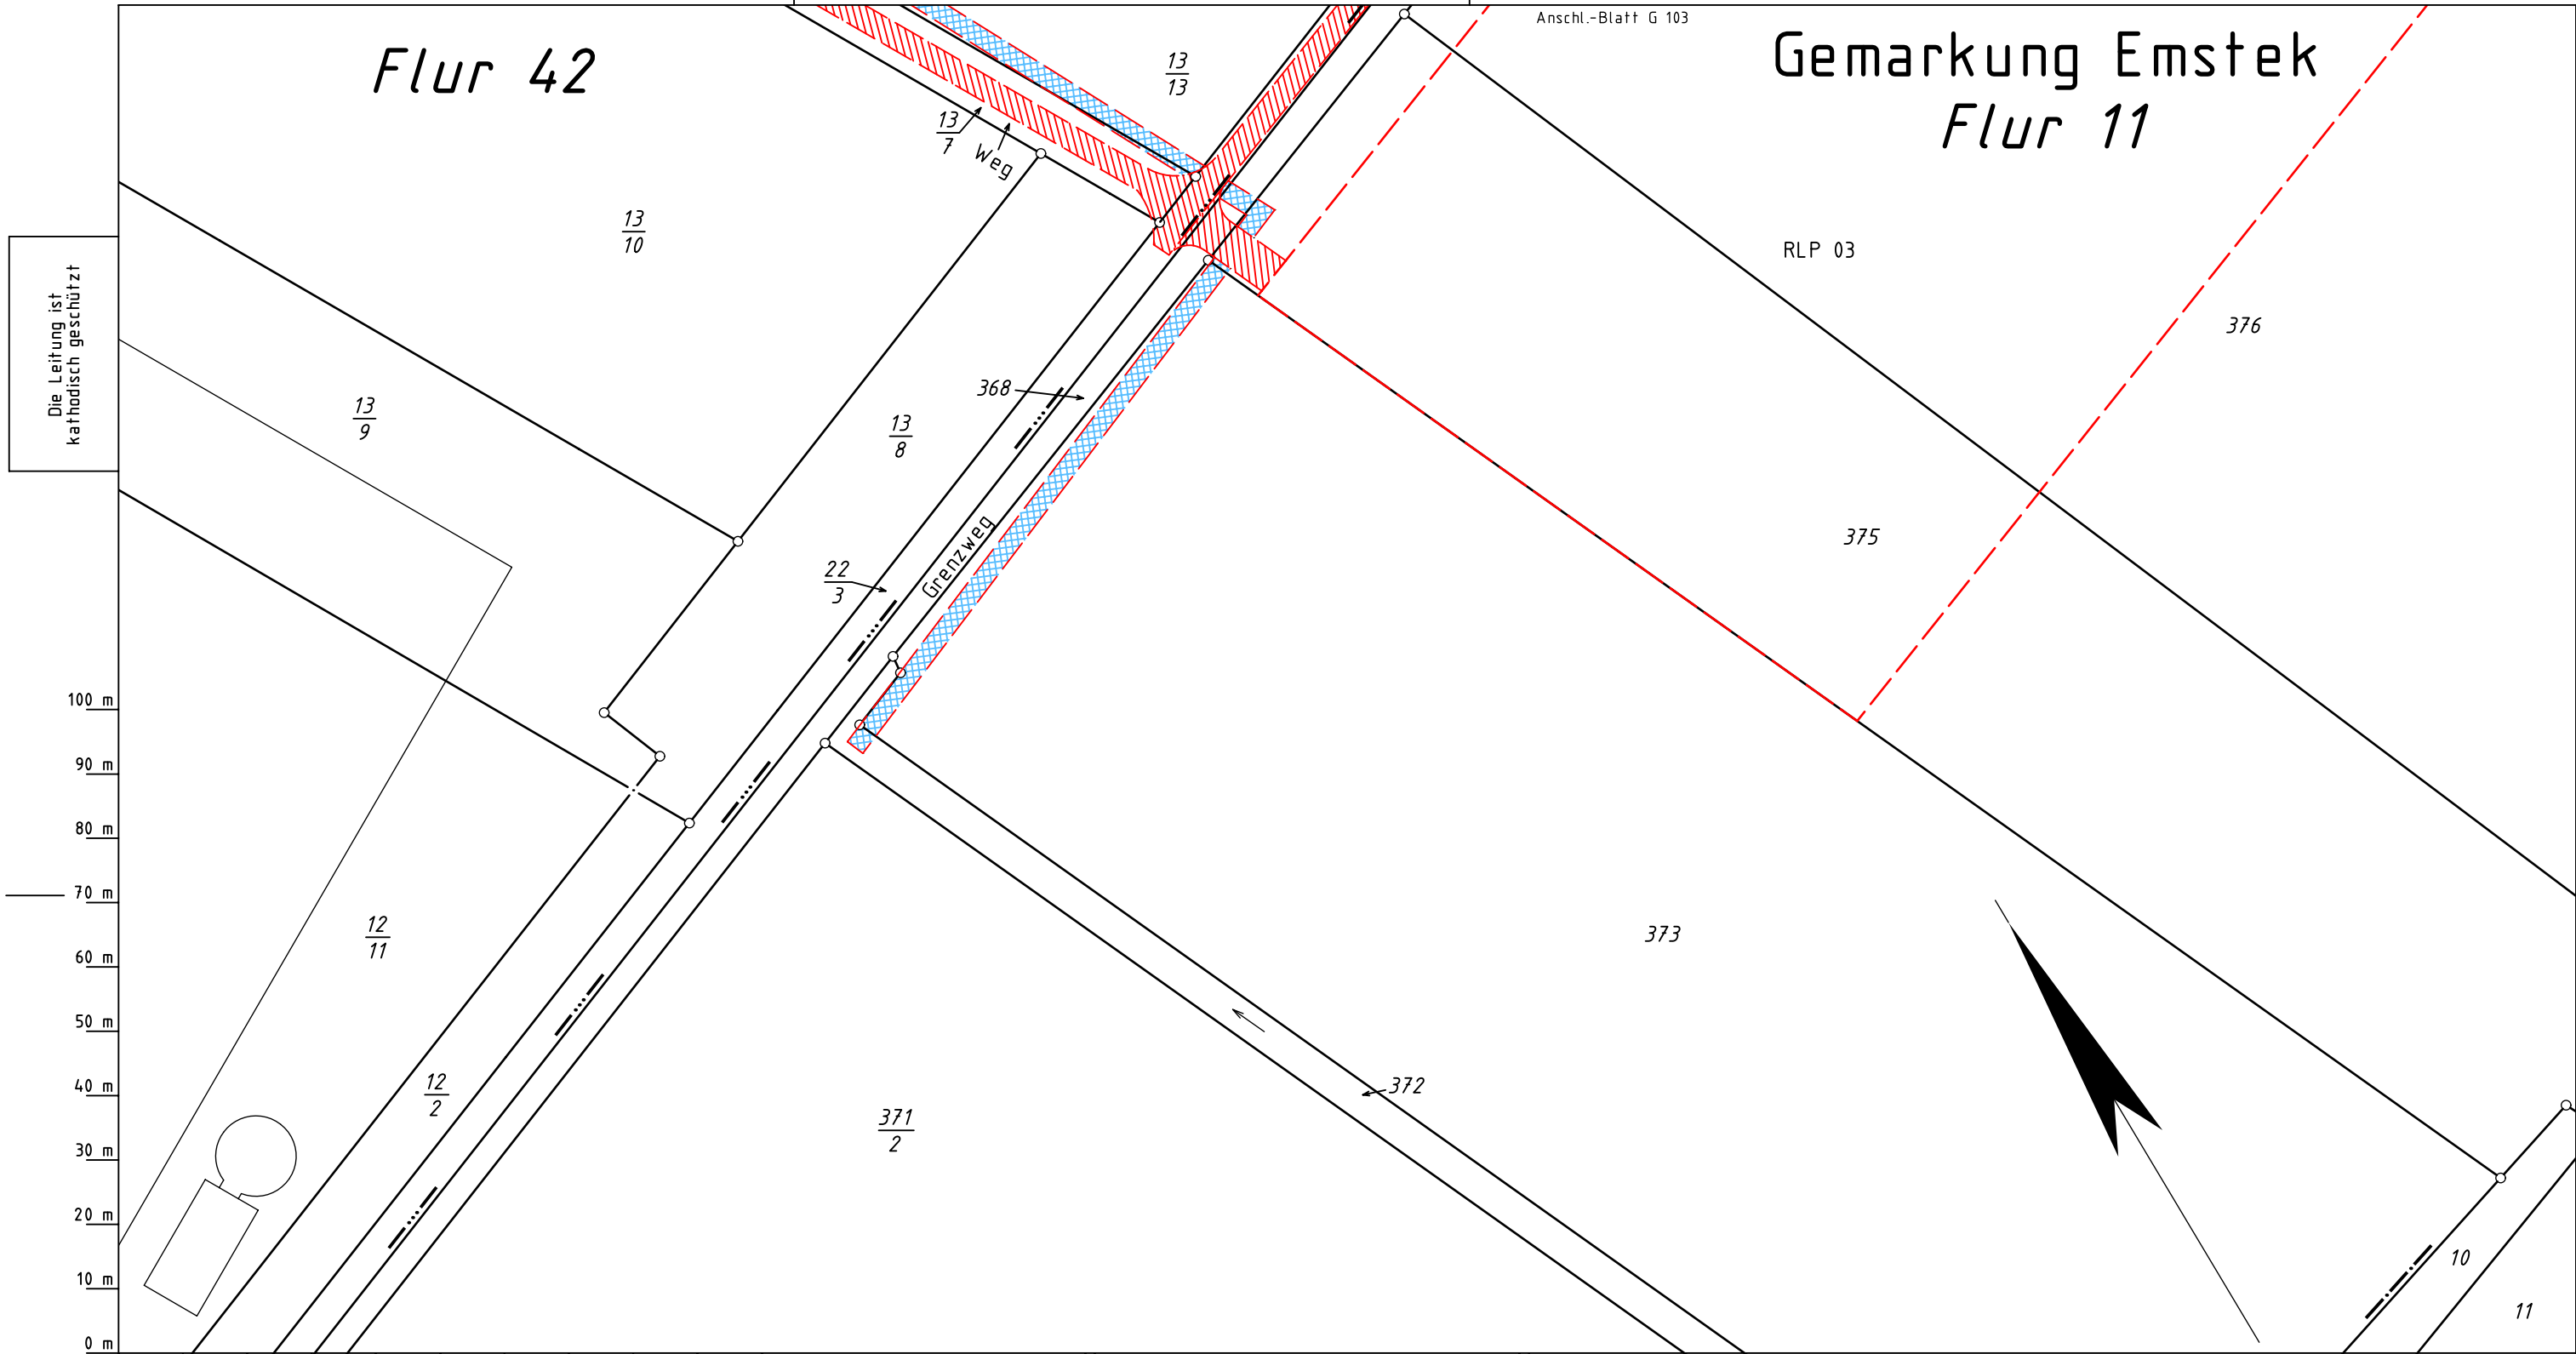 Anschl.-Blatt G 103
Flur 42
Gemarkung Emstek
Flur 11
13
13
13
7
Weg
13
10
RLP 03
376
Die Leitung ist
kathodisch geschützt
368
13
9
13
8
375
Grenzweg
22
3
100 m
90 m
80 m
70 m
60 m
50 m
40 m
30 m
20 m
10 m
0 m
12
11
373
12
2
371
2
372
10
11